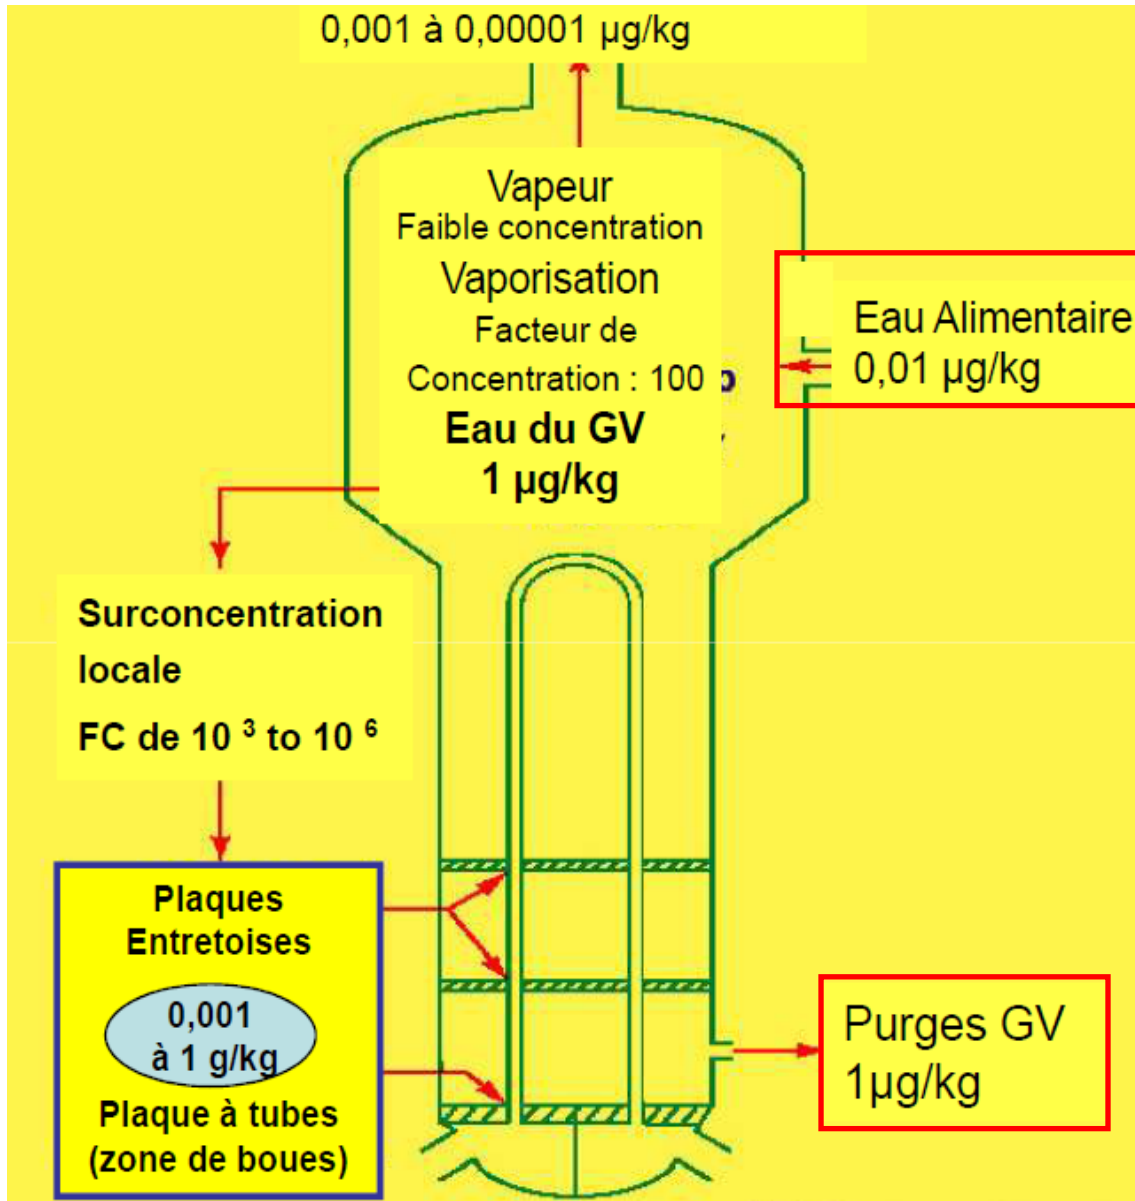 0,001 à 0,00001 µg/kg
Vapeur
Faible concentration
Vaporisation
Facteur de
Concentration : 100
Eau du GV
1 µg/kg
Eau Alimentaire
0,01 µg/kg
Surconcentration
locale
FC de 10 3 to 10 6
Plaques
Entretoises
0,001
à 1 g/kg
Plaque à tubes
(zone de boues)
Purges GV
1µg/kg